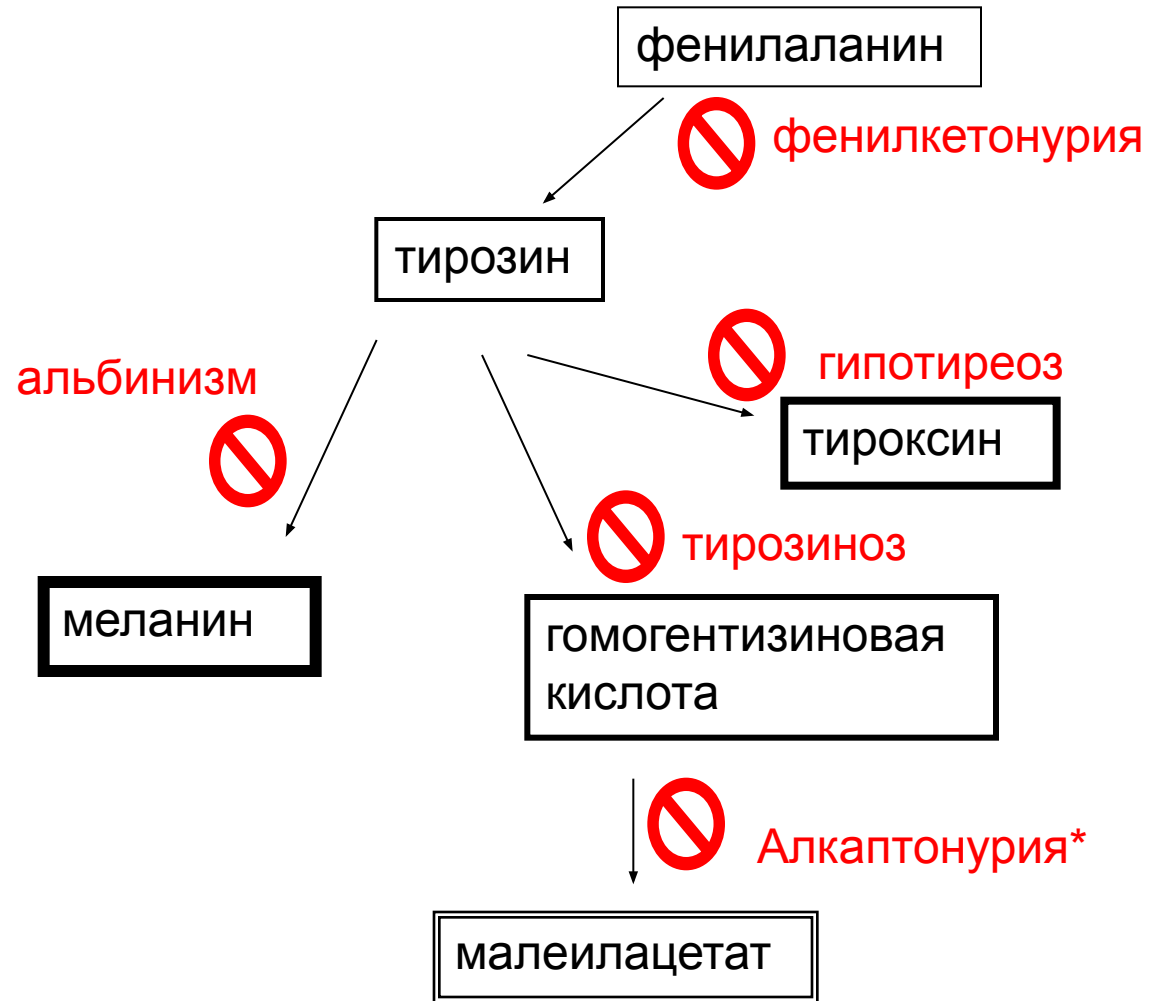 фенилаланин
фенилкетонурия
тирозин
альбинизм
гипотиреоз
тироксин
тирозиноз
меланин
гомогентизиновая
кислота
Алкаптонурия*
малеилацетат